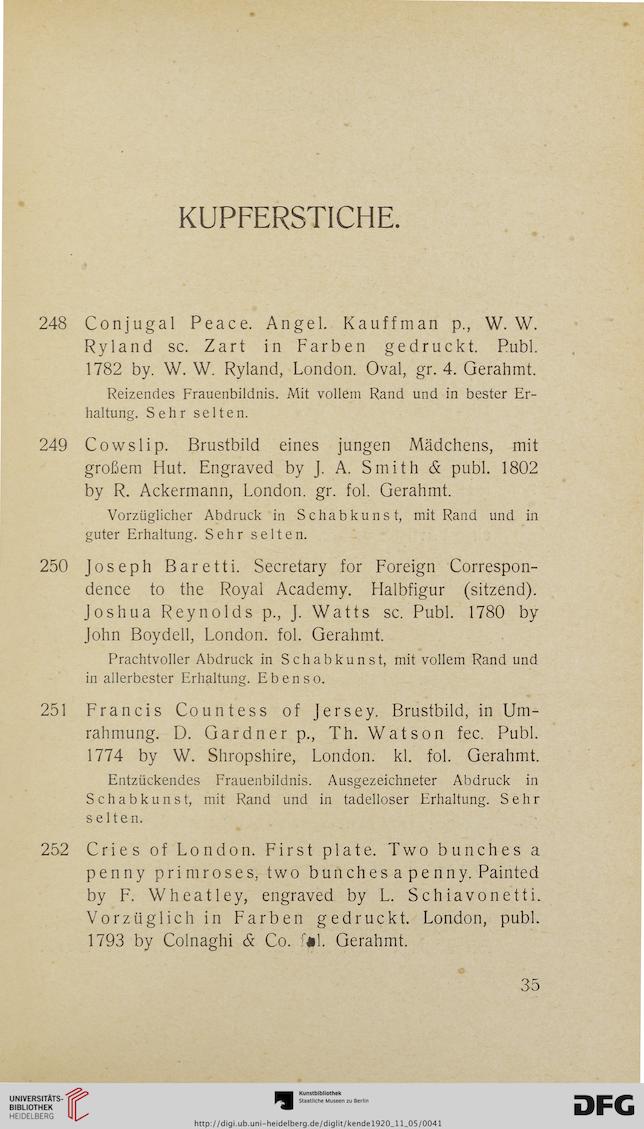 KUPFERSTICHE.
248 Conjugal Peace. Angel. Kauffman p., W. W.
Ryland sc. Zart in Farben gedruckt. Publ.
1782 by. W. W. Ryland, London. Oval, gr. 4. Gerahmt.
Reizendes Frauenbildnis. Mit vollem Rand und in bester Er-
haltung. Sehr selten.
249 Cowslip. Brustbild eines jungen Mädchens, mit
großem Hut. Engraved by J. A. Smith & publ. 1802
by R. Ackermann, London. gr. fol. Gerahmt.
Vorzüglicher Abdruck in Schabkunst, mit Rand und in
guter Erhaltung. Sehr selten.
250 Joseph Baretti. Secretary for Foreign Correspon-
dence to the Royal Academy. Halbfigur (sitzend).
Joshua Reynolds p., J. Watts sc. Publ. 1780 by
John Boydell, London. fol. Gerahmt.
Prachtvoller Abdruck in Schabkunst, mit vollem Rand und
in allerbester Erhaltung. Ebenso.
251 Francis Countess of Jersey. Brustbild, in Um-
rahmung. D. Gardner p., Th. Watson fec. Publ.
1774 by W. Shropshire, London. kl. fol. Gerahmt.
Entzückendes Frauenbildnis. Ausgezeichneter Abdruck in
Schabkunst, mit Rand und in tadelloser Erhaltung. Sehr
selten.
252 Cries of London. First plate. Two bunches a
penny primroses, two bunches a penny. Painted
by F. Wheatley, engraved by L. Schiavonetti.
Vorzüglich in Farben gedruckt. London, publ.
1793 by Colnaghi & Co. fol. Gerahmt.
35
UNIVERSITÄTS-
BIBLIOTHEK
HEIDELBERG
Kunstbibliothek
Staatliche Museen zu Berlin
DFG
http://digi.ub.uni-heidelberg.de/diglit/kende1920_11_05/0041